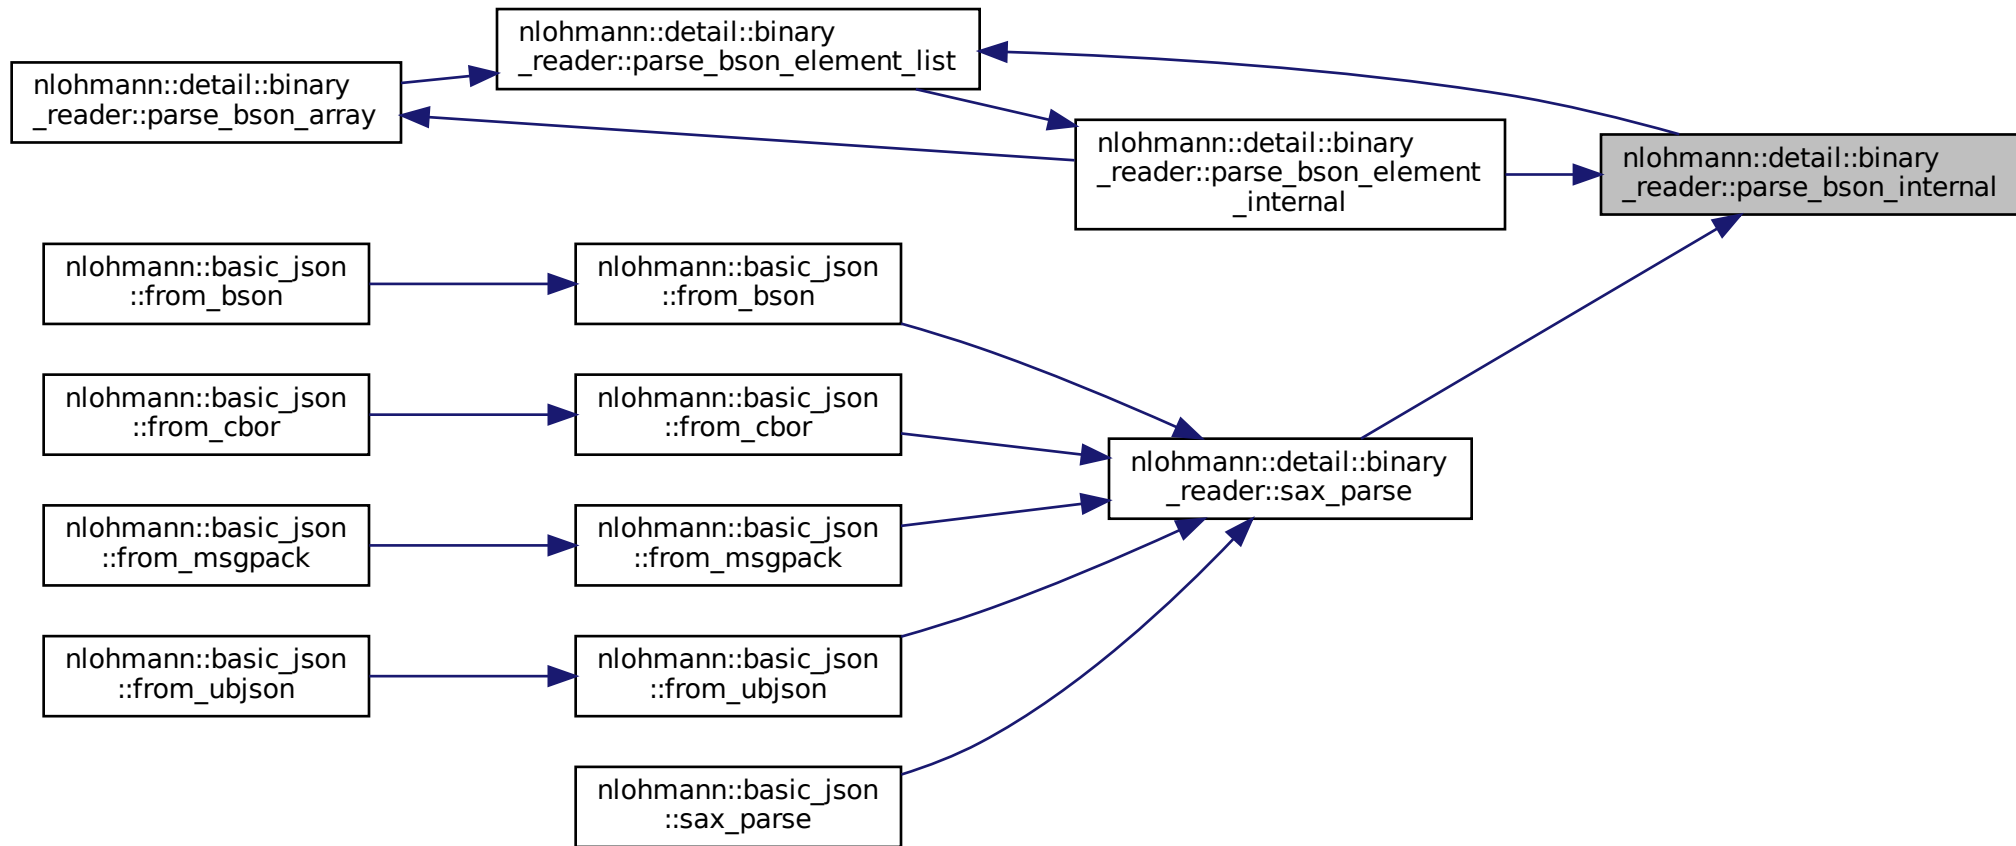 nlohmann::detail::binary
_reader::parse_bson_element_list
nlohmann::detail::binary
_reader::parse_bson_array
nlohmann::detail::binary
_reader::parse_bson_element
_internal
nlohmann::detail::binary
_reader::parse_bson_internal
nlohmann::basic_json
::from_bson
nlohmann::basic_json
::from_bson
nlohmann::basic_json
::from_cbor
nlohmann::basic_json
::from_cbor
nlohmann::detail::binary
_reader::sax_parse
nlohmann::basic_json
::from_msgpack
nlohmann::basic_json
::from_msgpack
nlohmann::basic_json
::from_ubjson
nlohmann::basic_json
::from_ubjson
nlohmann::basic_json
::sax_parse